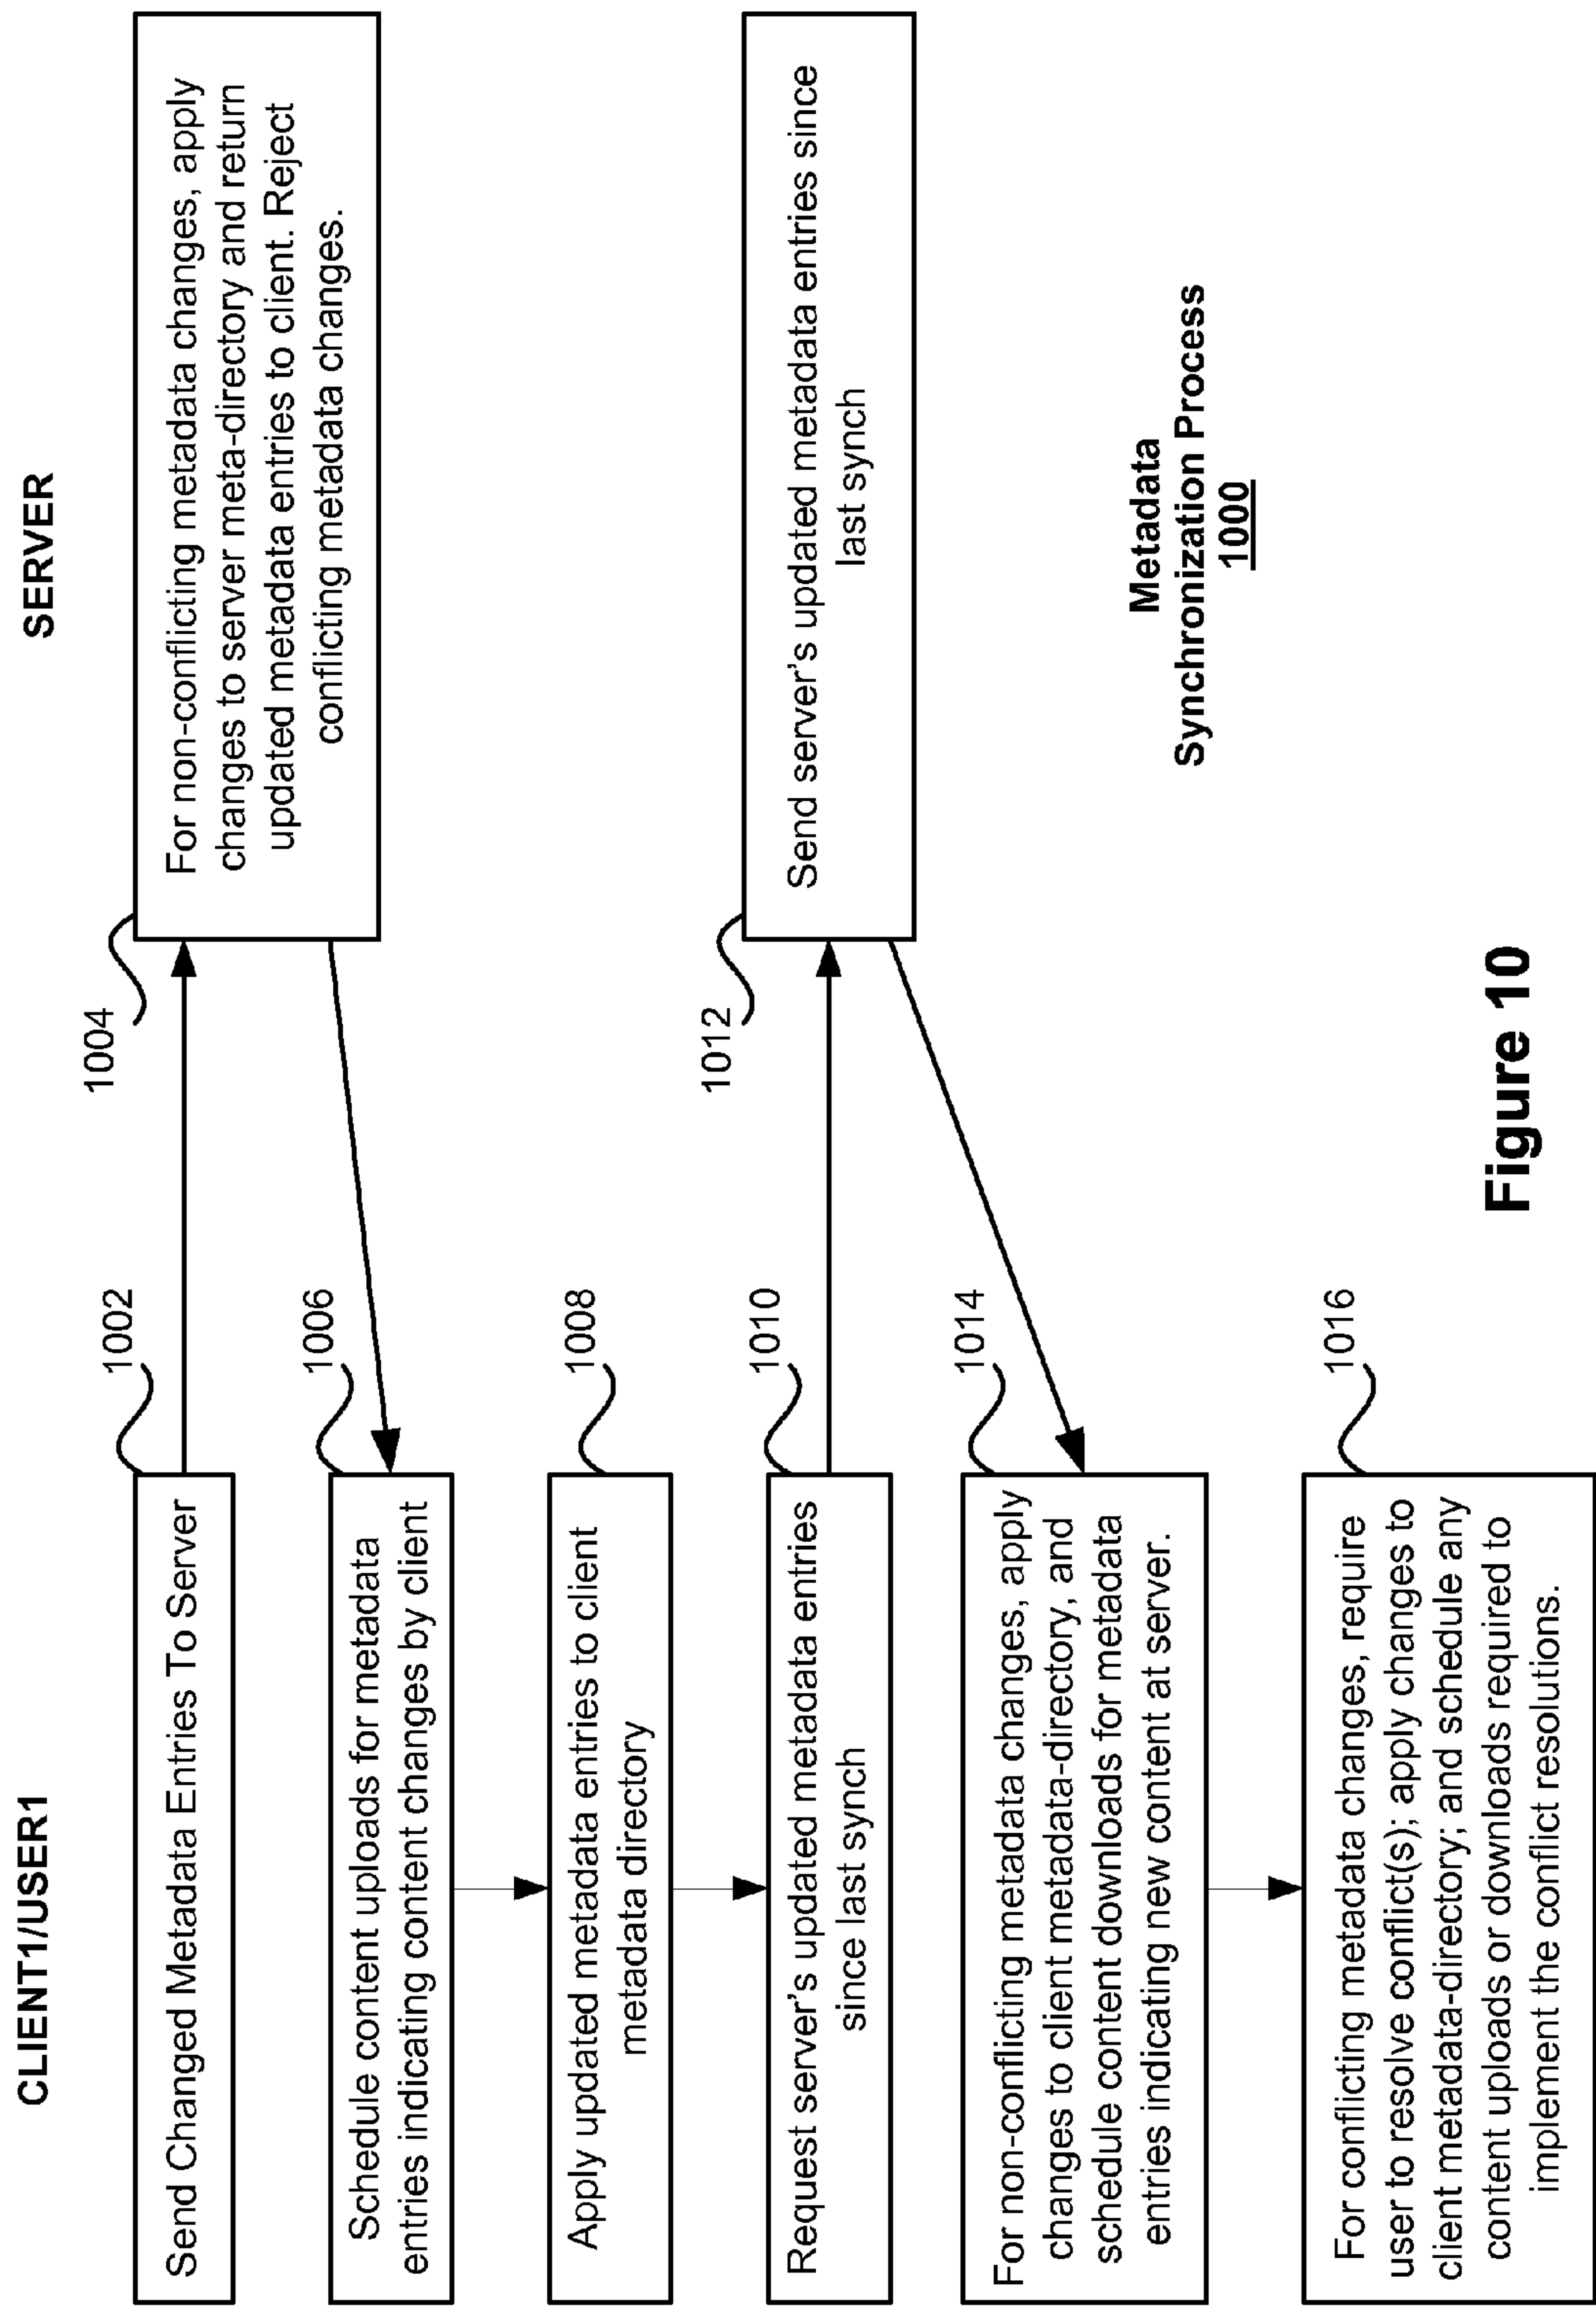 CLIENT1/USER1
SERVER
1002
Send Changed Metadata Entries To Server
1004
For non-conflicting metadata changes, apply
changes to server meta-directory and return
updated metadata entries to client. Reject
conflicting metadata changes.
1006
Schedule content uploads for metadata
entries indicating content changes by client
1008
Apply updated metadata entries to client
metadata directory
1010
Request server's updated metadata entries
since last synch
1012
Send server's updated metadata entries since
last synch
1014
For non-conflicting metadata changes, apply
changes to client metadata-directory, and
schedule content downloads for metadata
entries indicating new content at server.
1016
For conflicting metadata changes, require
user to resolve conflict(s); apply changes to
client metadata-directory; and schedule any
content uploads or downloads required to
implement the conflict resolutions.
Metadata
Synchronization Process
1000
Figure 10